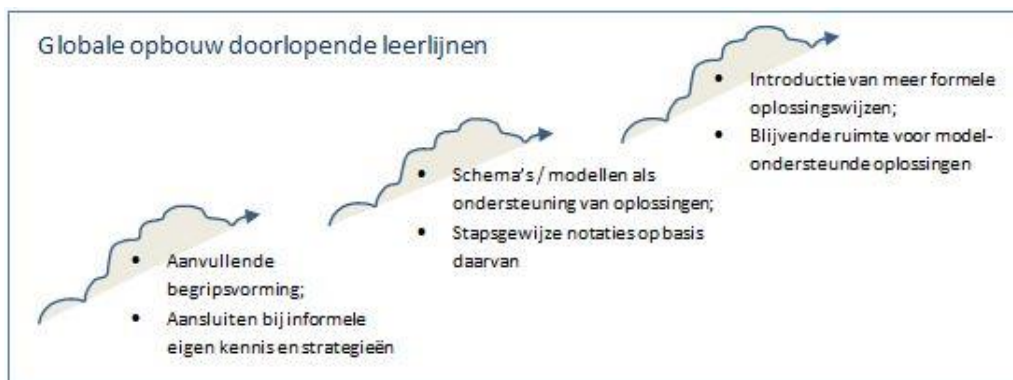 Globale opbouw doorlopende leerlijnen
• Aanvullende
begripsvorming;
• Aansluiten bij informele
eigen kennis en strategieën
• Schema's / modellen als
ondersteuning van oplossingen;
• Stapsgewijze notaties op basis
daarvan
• Introductie van meer formele
oplossingswijzen;
• Blijvende ruimte voor model-
ondersteunde oplossingen